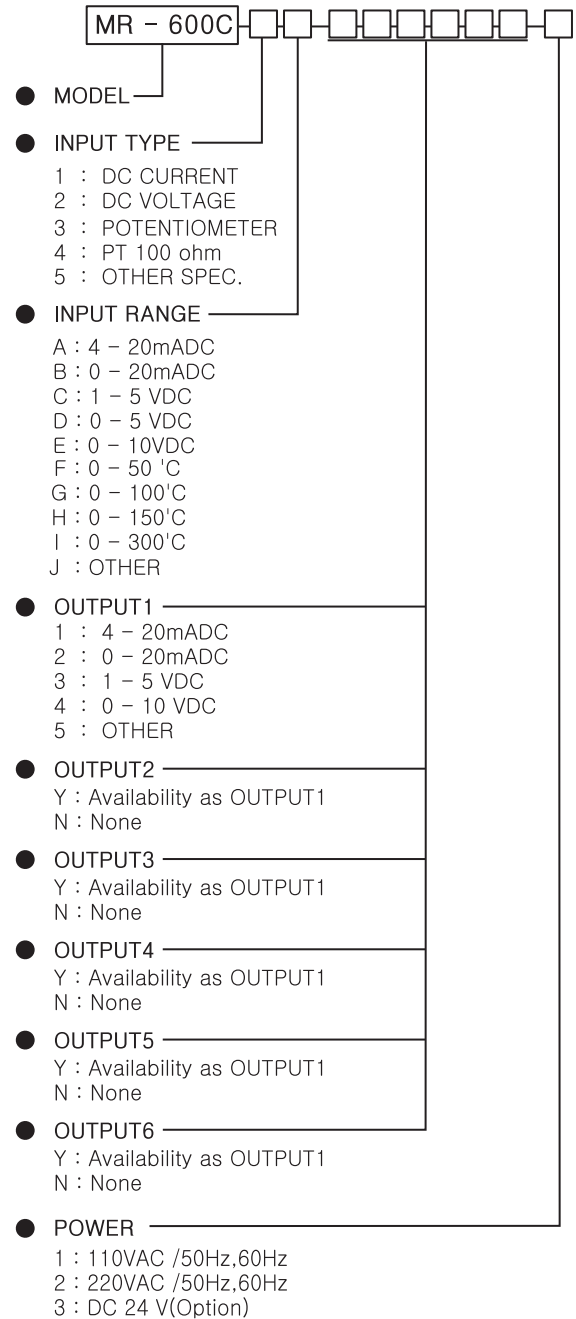 MR - 600C
● MODEL
● INPUT TYPE
1 : DC CURRENT
2 : DC VOLTAGE
3 : POTENTIOMETER
4 : PT 100 ohm
5 : OTHER SPEC.
● INPUT RANGE
A : 4 - 20mADC
B : 0 - 20mADC
C : 1 - 5 VDC
D : 0 - 5 VDC
E : 0 - 10VDC
F : 0 - 50 'C
G : 0 - 100'C
H : 0 - 150'C
I : 0 - 300'C
J : OTHER
● OUTPUT1
1 : 4 - 20mADC
2 : 0 - 20mADC
3 : 1 - 5 VDC
4 : 0 - 10 VDC
5 : OTHER
● OUTPUT2
Y : Availability as OUTPUT1
N : None
● OUTPUT3
Y : Availability as OUTPUT1
N : None
● OUTPUT4
Y : Availability as OUTPUT1
N : None
● OUTPUT5
Y : Availability as OUTPUT1
N : None
● OUTPUT6
Y : Availability as OUTPUT1
N : None
● POWER
1 : 110VAC /50Hz,60Hz
2 : 220VAC /50Hz,60Hz
3 : DC 24 V(Option)